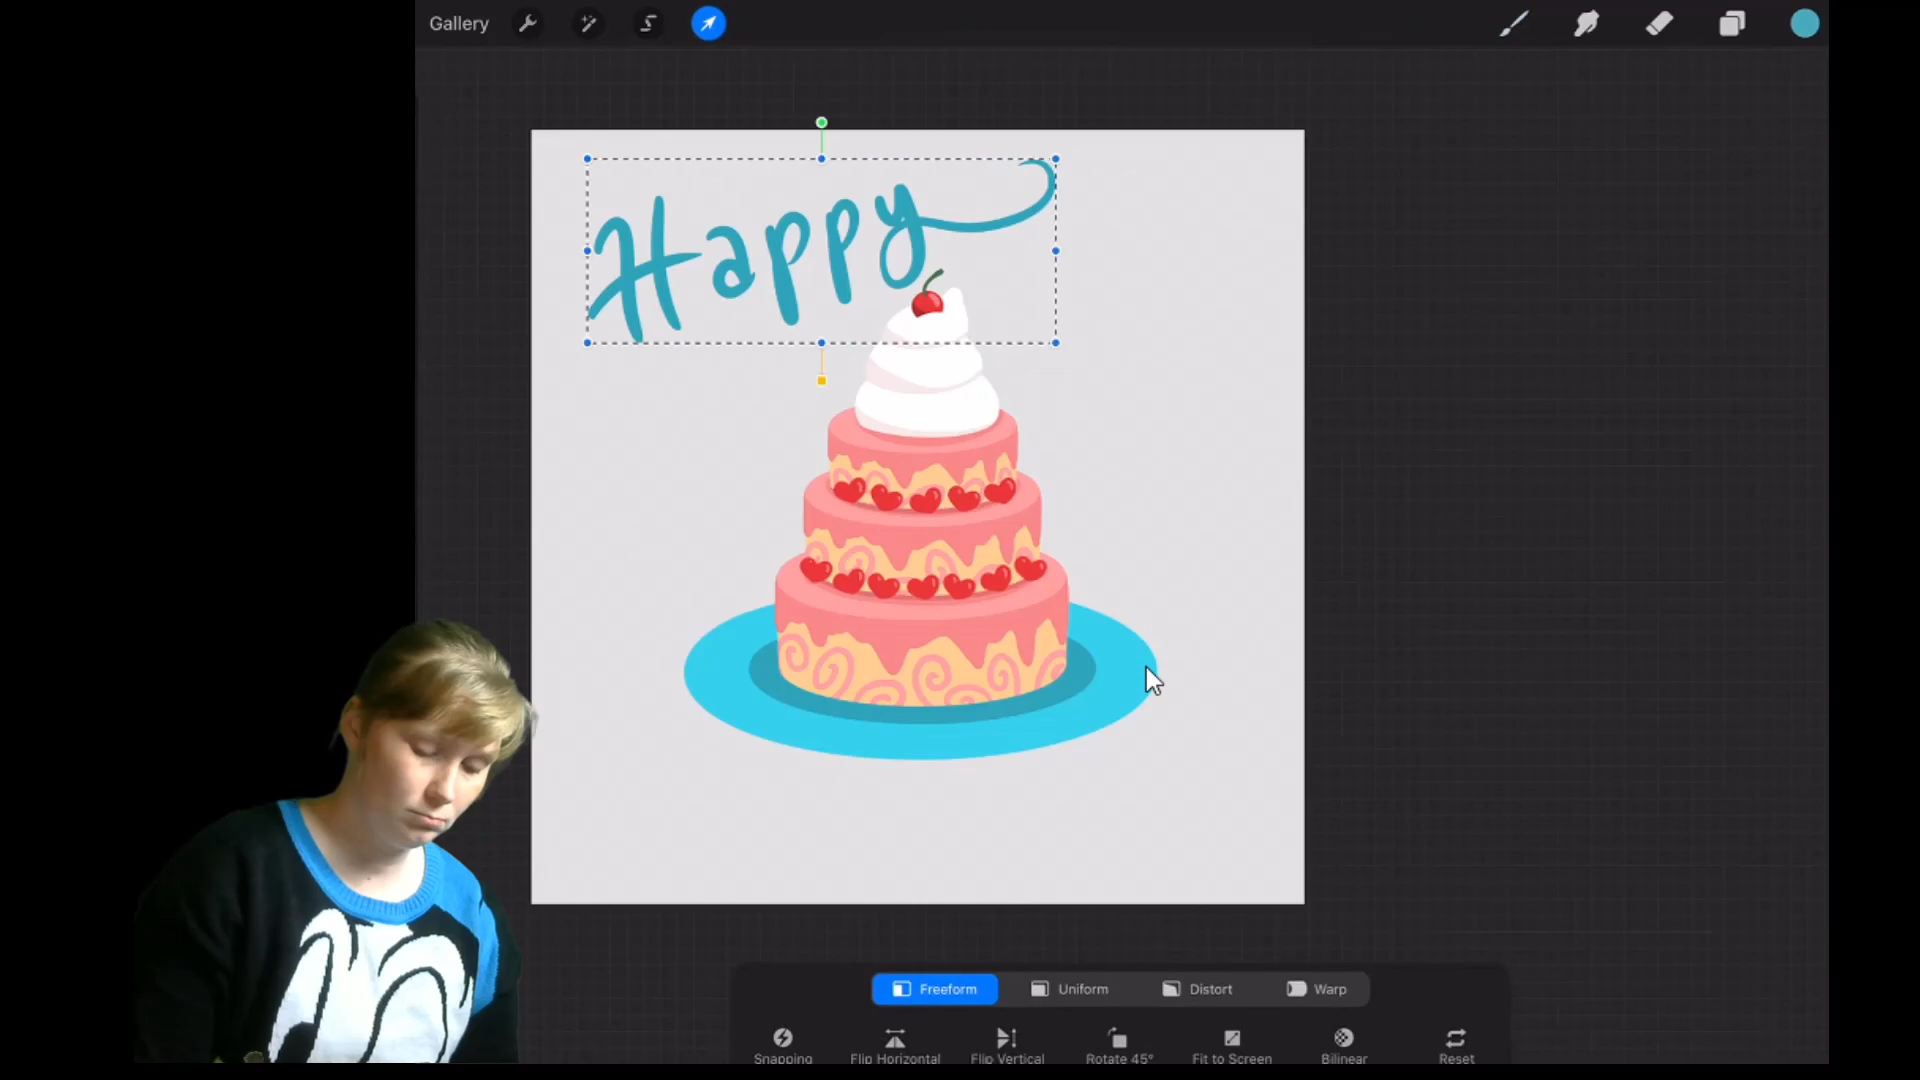 Gallery
Happy
Freeform Uniform Distort Warp
Snapping Flip Horizontal Flip Vertical Rotate 45° Fit to Screen Bilinear Reset